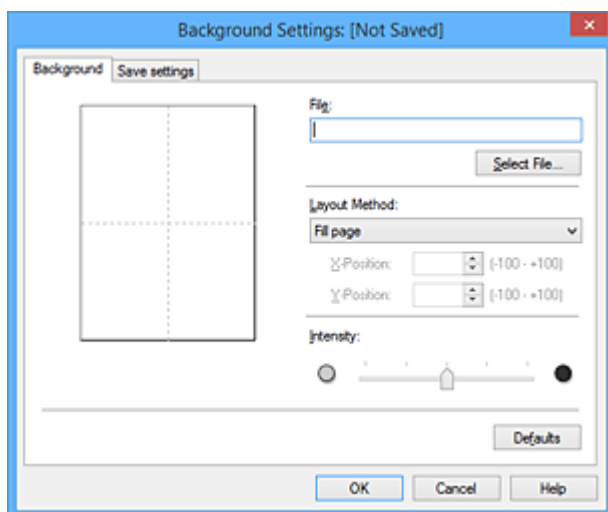 Background Settings: [Not Saved]
Background Save settings
File:
Select File...
Layout Method:
Fill page
X-Position: (-100 - +100)
Y-Position: (-100 - +100)
Intensity:
Defaults
OK Cancel Help